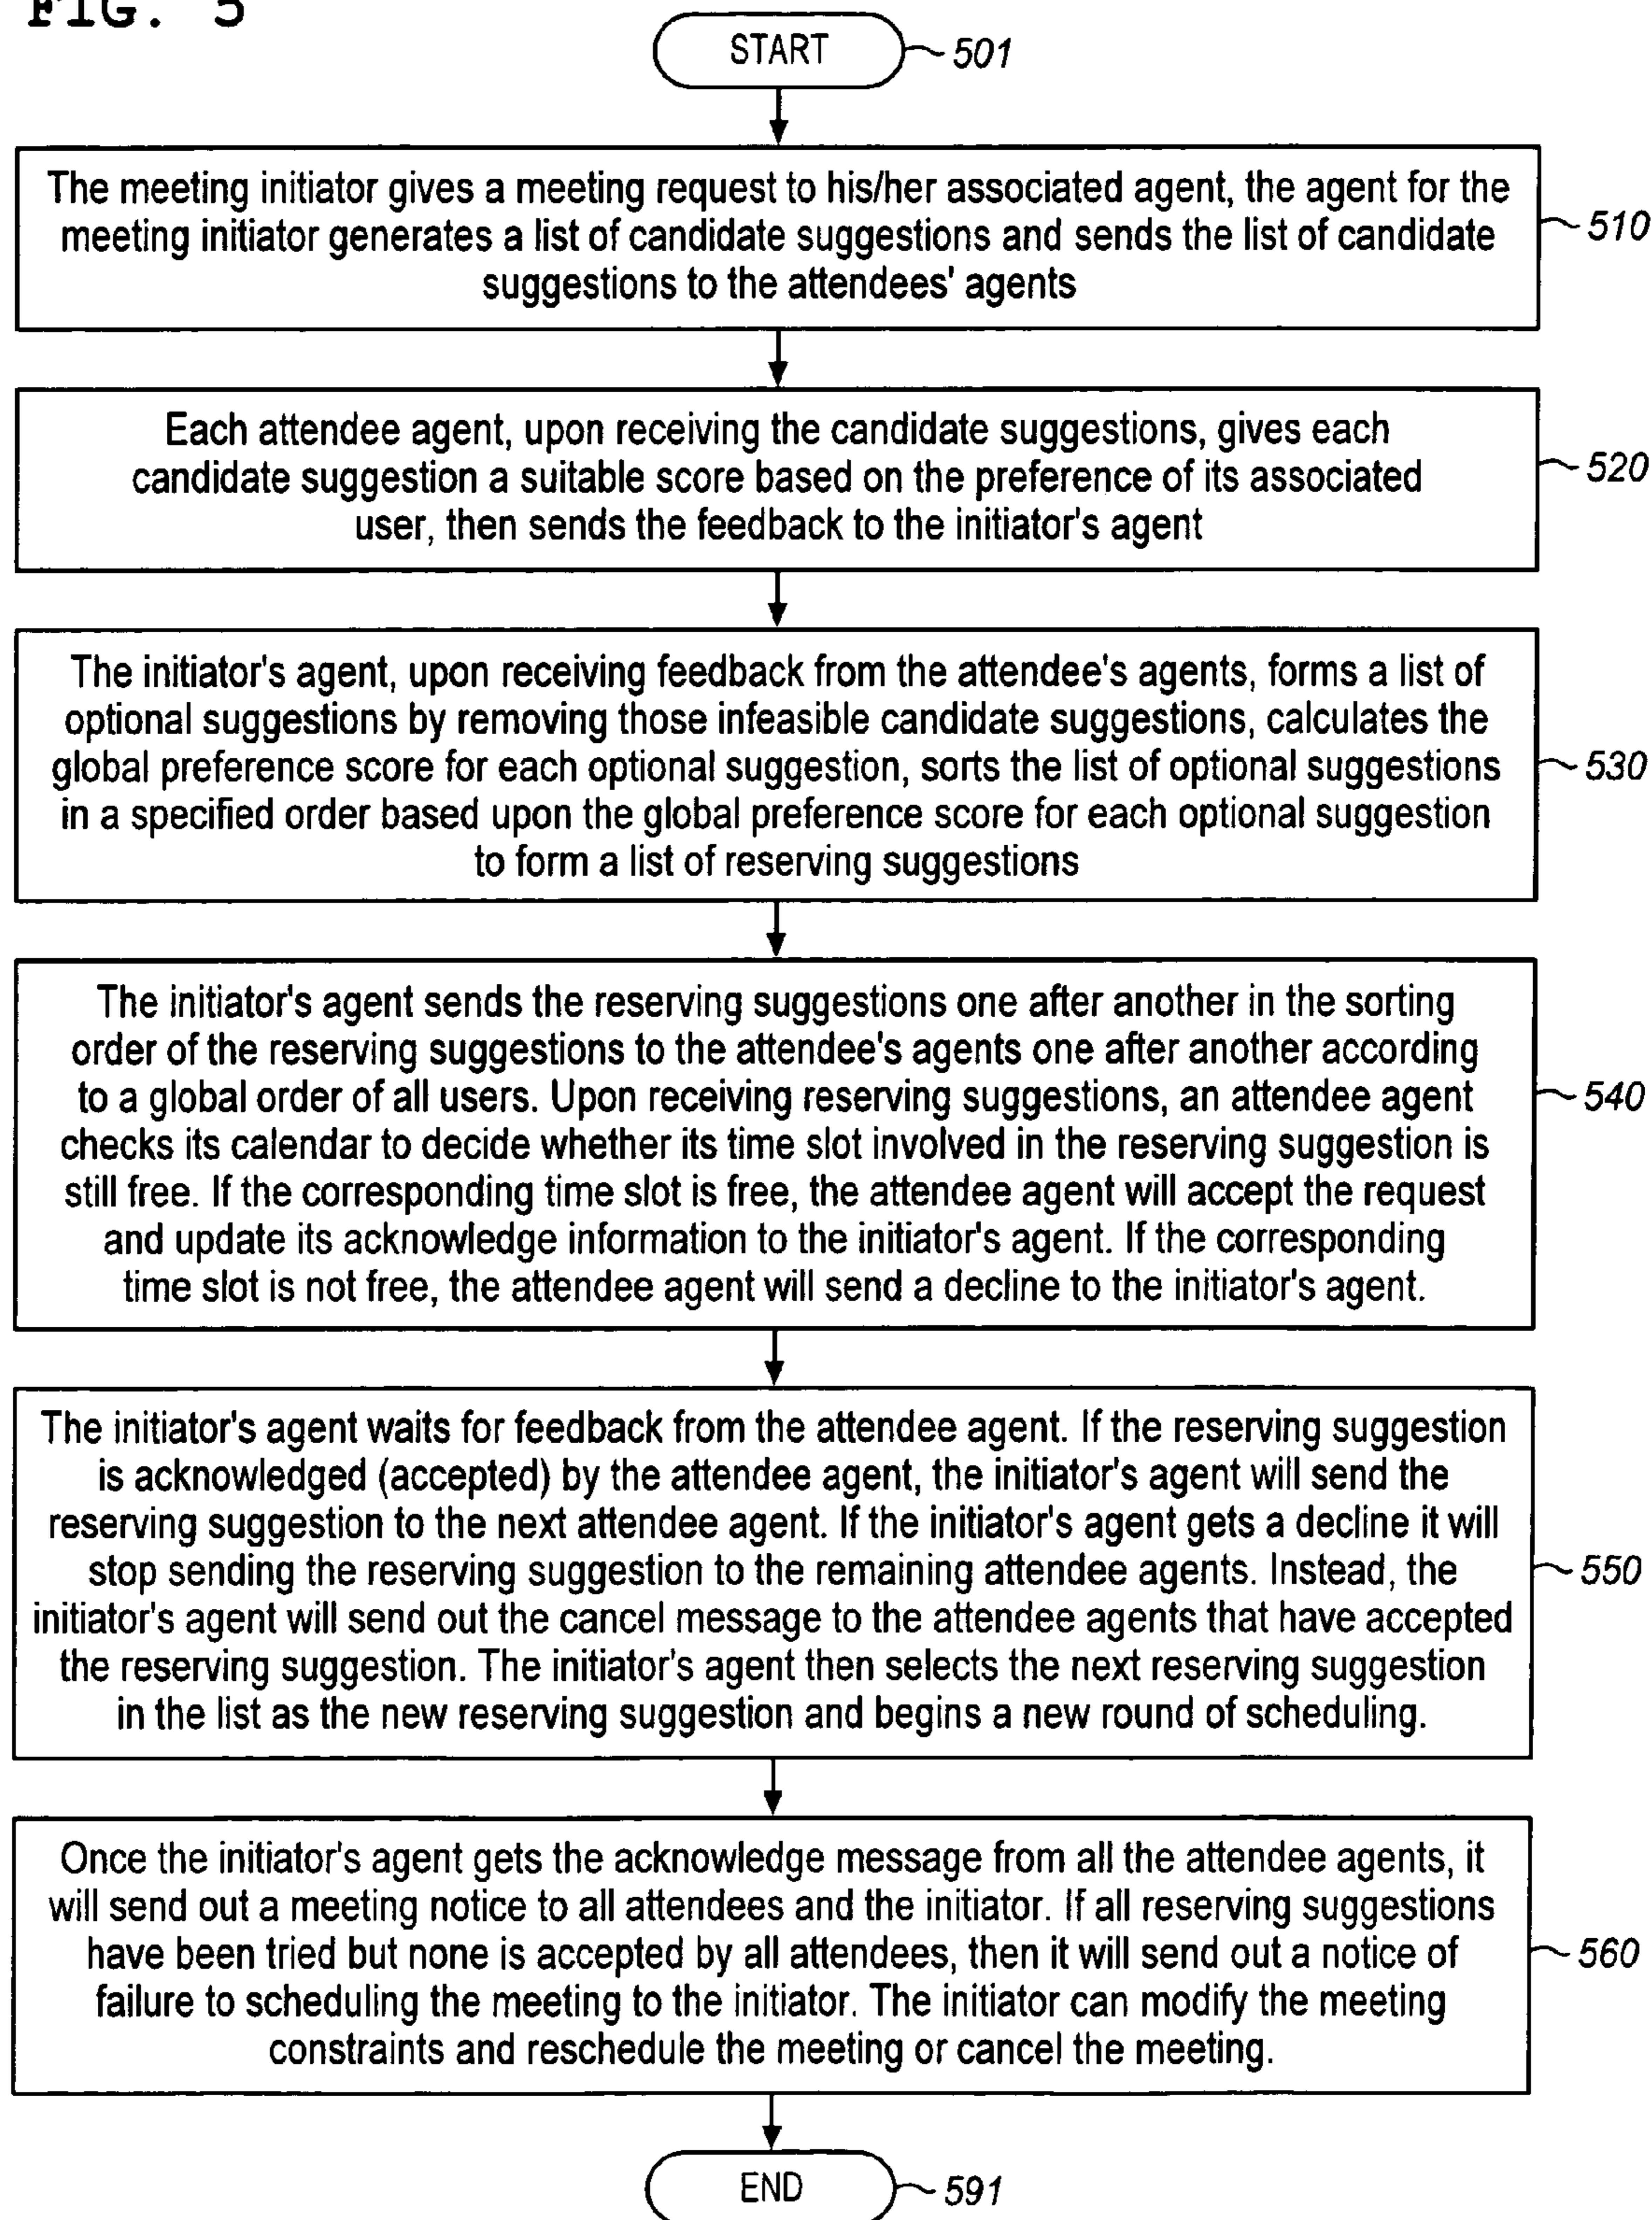 FIG. 5
START
501
The meeting initiator gives a meeting request to his/her associated agent, the agent for the
meeting initiator generates a list of candidate suggestions and sends the list of candidate
suggestions to the attendees' agents
510
Each attendee agent, upon receiving the candidate suggestions, gives each
candidate suggestion a suitable score based on the preference of its associated
user, then sends the feedback to the initiator's agent
520
The initiator's agent, upon receiving feedback from the attendee's agents, forms a list of
optional suggestions by removing those infeasible candidate suggestions, calculates the
global preference score for each optional suggestion, sorts the list of optional suggestions
in a specified order based upon the global preference score for each optional suggestion
to form a list of reserving suggestions
530
The initiator's agent sends the reserving suggestions one after another in the sorting
order of the reserving suggestions to the attendee's agents one after another according
to a global order of all users. Upon receiving reserving suggestions, an attendee agent
checks its calendar to decide whether its time slot involved in the reserving suggestion is
still free. If the corresponding time slot is free, the attendee agent will accept the request
and update its acknowledge information to the initiator's agent. If the corresponding
time slot is not free, the attendee agent will send a decline to the initiator's agent.
540
The initiator's agent waits for feedback from the attendee agent. If the reserving suggestion
is acknowledged (accepted) by the attendee agent, the initiator's agent will send the
reserving suggestion to the next attendee agent. If the initiator's agent gets a decline it will
stop sending the reserving suggestion to the remaining attendee agents. Instead, the
initiator's agent will send out the cancel message to the attendee agents that have accepted
the reserving suggestion. The initiator's agent then selects the next reserving suggestion
in the list as the new reserving suggestion and begins a new round of scheduling.
550
Once the initiator's agent gets the acknowledge message from all the attendee agents, it
will send out a meeting notice to all attendees and the initiator. If all reserving suggestions
have been tried but none is accepted by all attendees, then it will send out a notice of
failure to scheduling the meeting to the initiator. The initiator can modify the meeting
constraints and reschedule the meeting or cancel the meeting.
560
END
591